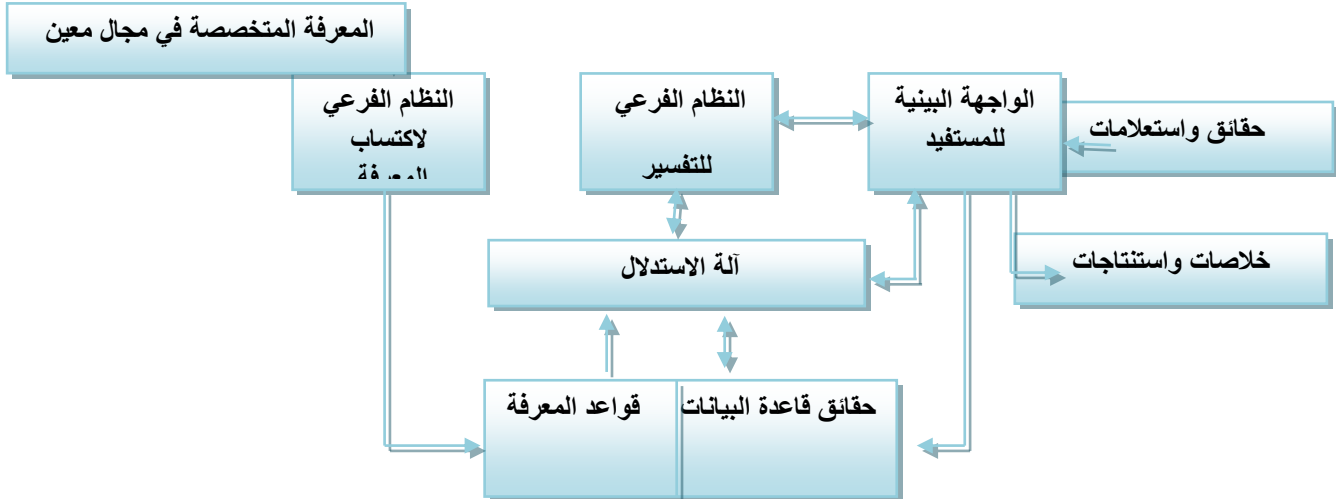 المعرفة المتخصصة في مجال معين
الواجهة البينية
للمستفيد
النظام الفرعي
للتفسير
النظام الفرعي
لاكتساب
المعرفة
حقائق واستعلامات
آلة الاستدلال
خلاصات واستنتاجات
حقائق قاعدة البيانات
قواعد المعرفة